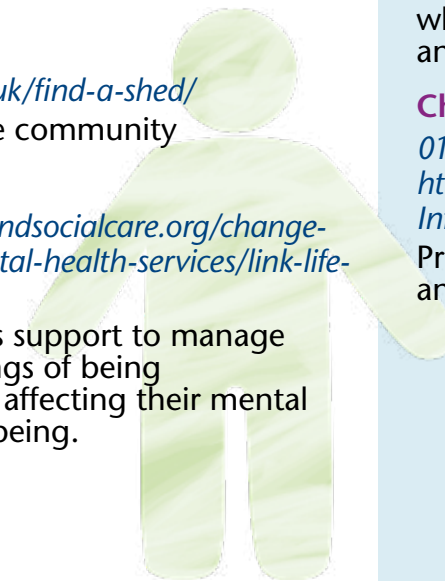 uk/find-a-shed/
e community
ndsocialcare.org/change-
tal-health-services/link-life-
s support to manage
ngs of being
affecting their mental
being.
wh
an
Ch
01
ht
In
Pr
an